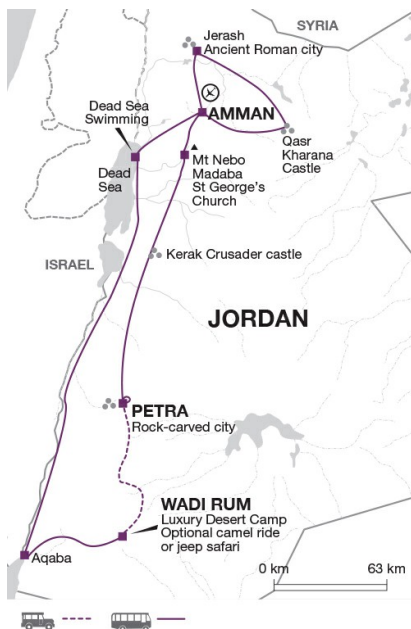 SYRIA
Jerash
Ancient Roman city
Dead Sea
Swimming
AMMAN
Qasr
Kharana
Castle
Mt Nebo
Madaba
St George's
Church
Dead
Sea
ISRAEL
Kerak Crusader castle
JORDAN
PETRA
Rock-carved city
WADI RUM
Luxury Desert Camp
Optional camel ride
or jeep safari
Aqaba
0 km 63 km